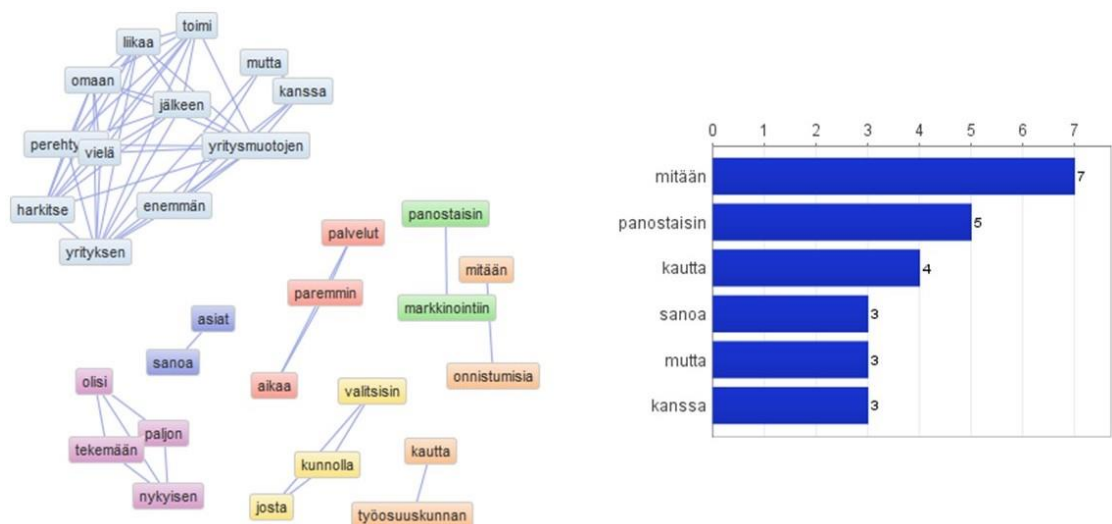 toimi
liikaa
mutta
omaan
kanssa
jälkeen
perehty
vielä
yritysmuotojen
harkitse
enemmän
yrityksen
panostaisin
palvelut
mitään
paremmin
markkinointiin
asiat
sanoa
aikaa
onnistumisia
olisi
valitsisin
paljon
tekemään
kautta
kunnolla
nykyisen
josta
työosuuskunnan
0 1 2 3 4 5 6 7
mitään 7
panostaisin 5
kautta 4
sanoa 3
mutta 3
kanssa 3